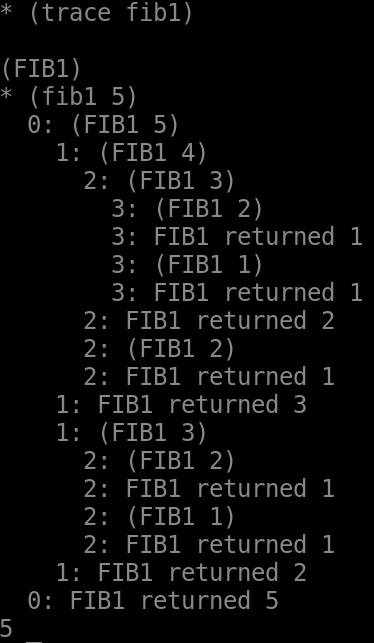 * (trace fib1)
(FIB1)
* (fib1 5)
0: (FIB1 5)
1: (FIB1 4)
2: (FIB1 3)
3: (FIB1 2)
3: FIB1 returned 1
3: (FIB1 1)
3: FIB1 returned 1
2: FIB1 returned 2
2: (FIB1 2)
2: FIB1 returned 1
1: FIB1 returned 3
1: (FIB1 3)
2: (FIB1 2)
2: FIB1 returned 1
2: (FIB1 1)
2: FIB1 returned 1
1: FIB1 returned 2
0: FIB1 returned 5
5